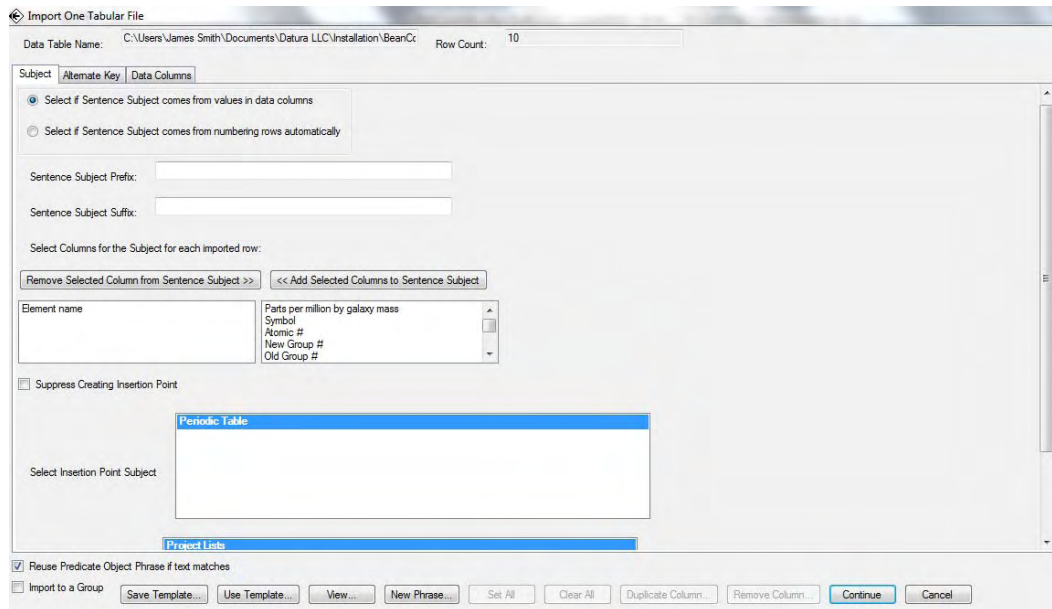 Import One Tabular File
Data Table Name: C:\Users\James Smith\Documents\Datura LLC\Installation\BeanCc Row Count: 10
Subject Alternate Key Data Columns
Select if Sentence Subject comes from values in data columns
Select if Sentence Subject comes from numbering rows automatically
Sentence Subject Prefix:
Sentence Subject Suffix:
Select Columns for the Subject for each imported row:
Remove Selected Column from Sentence Subject >> << Add Selected Columns to Sentence Subject
Element name
Parts per million by galaxy mass
Symbol
Atomic #
New Group #
Old Group #
Suppress Creating Insertion Point
Periodic Table
Select Insertion Point Subject
Project Lists
Reuse Predicate Object Phrase if text matches
Import to a Group Save Template... Use Template... View... New Phrase... Set All Clear All Duplicate Column... Remove Column... Continue Cancel